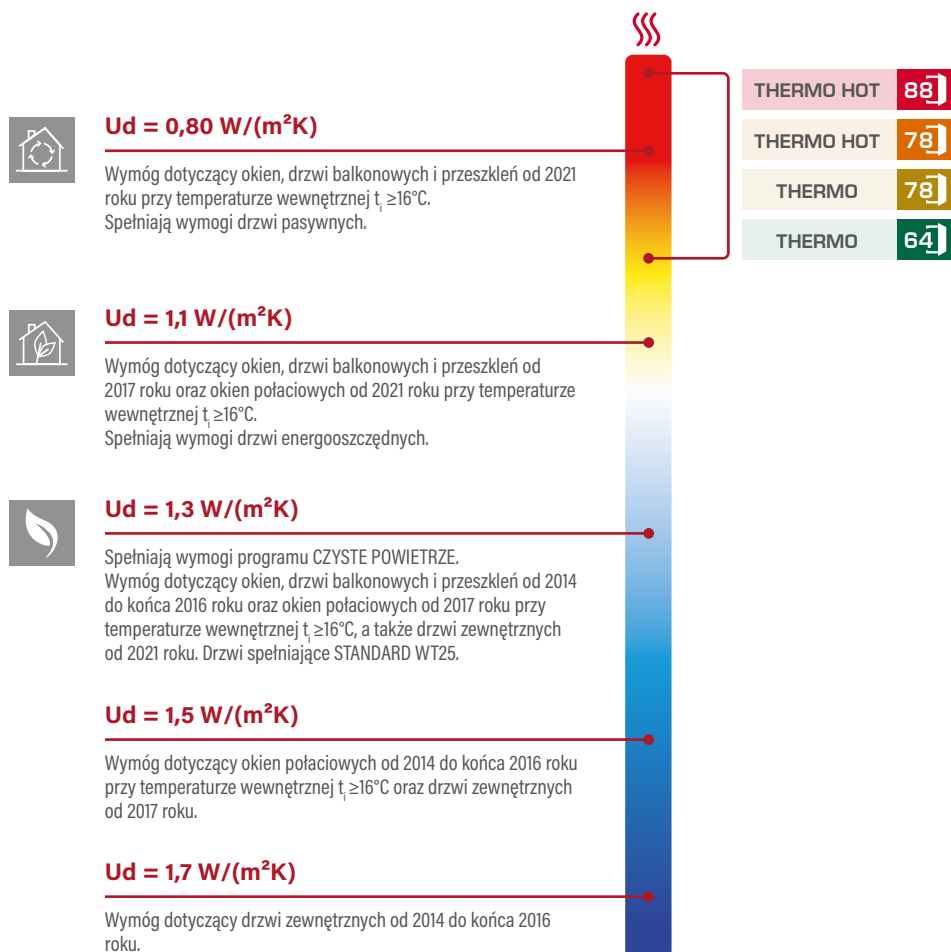 THERMO HOT 88
THERMO HOT 78
THERMO 78
THERMO 64
Ud = 0,80 W/(m²K)
Wymóg dotyczący okien, drzwi balkonowych i przeszkleń od 2021
roku przy temperaturze wewnętrznej tᵢ ≥16°C.
Spełniają wymogi drzwi pasywnych.
Ud = 1,1 W/(m²K)
Wymóg dotyczący okien, drzwi balkonowych i przeszkleń od
2017 roku oraz okien połaciowych od 2021 roku przy temperaturze
wewnętrznej tᵢ ≥16°C.
Spełniają wymogi drzwi energooszczędnych.
Ud = 1,3 W/(m²K)
Spełniają wymogi programu CZYSTE POWIETRZE.
Wymóg dotyczący okien, drzwi balkonowych i przeszkleń od 2014
do końca 2016 roku oraz okien połaciowych od 2017 roku przy
temperaturze wewnętrznej tᵢ ≥16°C, a także drzwi zewnętrznych
od 2021 roku. Drzwi spełniające STANDARD WT25.
Ud = 1,5 W/(m²K)
Wymóg dotyczący okien połaciowych od 2014 do końca 2016 roku
przy temperaturze wewnętrznej tᵢ ≥16°C oraz drzwi zewnętrznych
od 2017 roku.
Ud = 1,7 W/(m²K)
Wymóg dotyczący drzwi zewnętrznych od 2014 do końca 2016
roku.